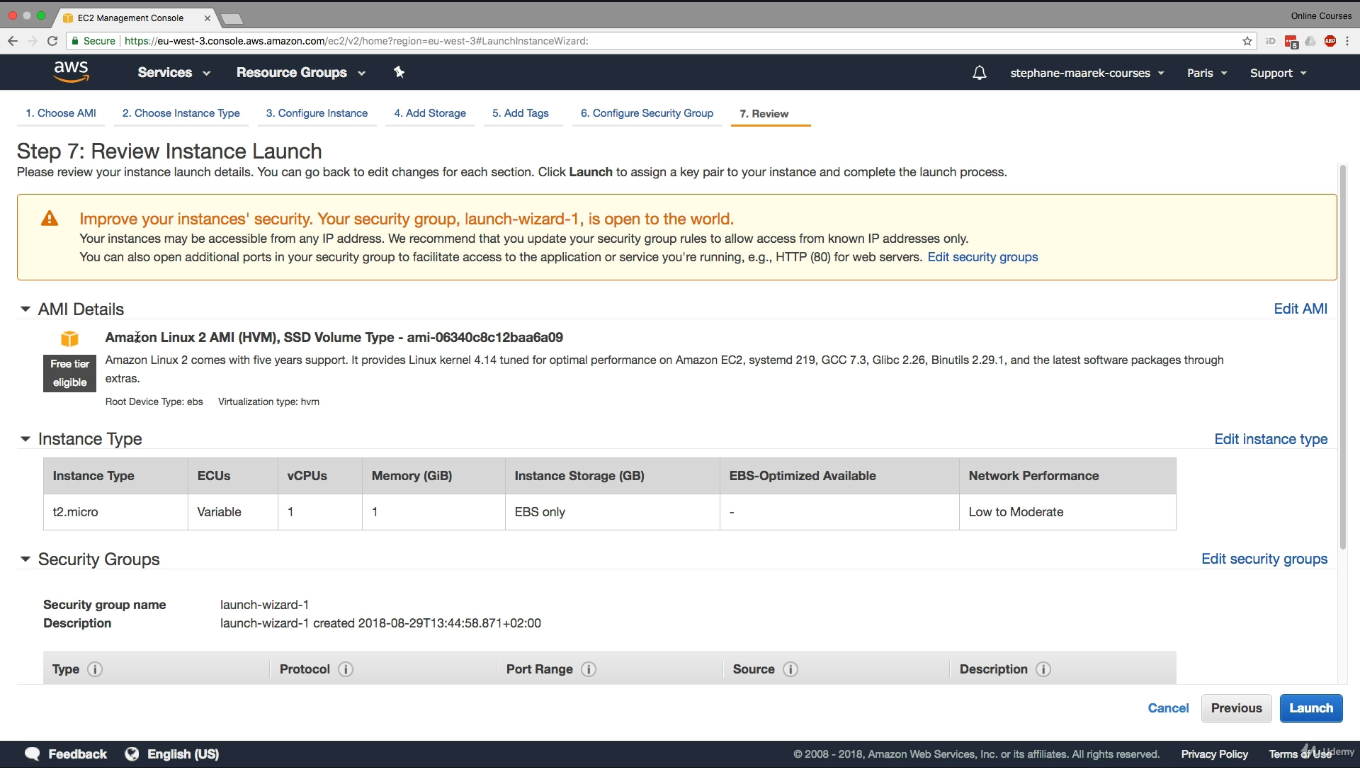 EC2 Management Console
Online Courses
Secure https://eu-west-3.console.aws.amazon.com/ec2/v2/home?region=eu-west-3#LaunchInstanceWizard:
iD 5 ABP
aws Services Resource Groups stephane-maarek-courses Paris Support
1. Choose AMI 2. Choose Instance Type 3. Configure Instance 4. Add Storage 5. Add Tags 6. Configure Security Group 7. Review
Step 7: Review Instance Launch
Please review your instance launch details. You can go back to edit changes for each section. Click Launch to assign a key pair to your instance and complete the launch process.
Improve your instances' security. Your security group, launch-wizard-1, is open to the world.
Your instances may be accessible from any IP address. We recommend that you update your security group rules to allow access from known IP addresses only.
You can also open additional ports in your security group to facilitate access to the application or service you're running, e.g., HTTP (80) for web servers. Edit security groups
AMI Details Edit AMI
Amazon Linux 2 AMI (HVM), SSD Volume Type - ami-06340c8c12baa6a09
Free tier eligible
Amazon Linux 2 comes with five years support. It provides Linux kernel 4.14 tuned for optimal performance on Amazon EC2, systemd 219, GCC 7.3, Glibc 2.26, Binutils 2.29.1, and the latest software packages through
extras.
Root Device Type: ebs Virtualization type: hvm
Instance Type Edit instance type
Instance Type ECUs vCPUs Memory (GiB) Instance Storage (GB) EBS-Optimized Available Network Performance
t2.micro Variable 1 1 EBS only - Low to Moderate
Security Groups Edit security groups
Security group name launch-wizard-1
Description launch-wizard-1 created 2018-08-29T13:44:58.871+02:00
Type Protocol Port Range Source Description
Cancel Previous Launch
Feedback English (US) © 2008 - 2018, Amazon Web Services, Inc. or its affiliates. All rights reserved. Privacy Policy Terms of Use
Udemy